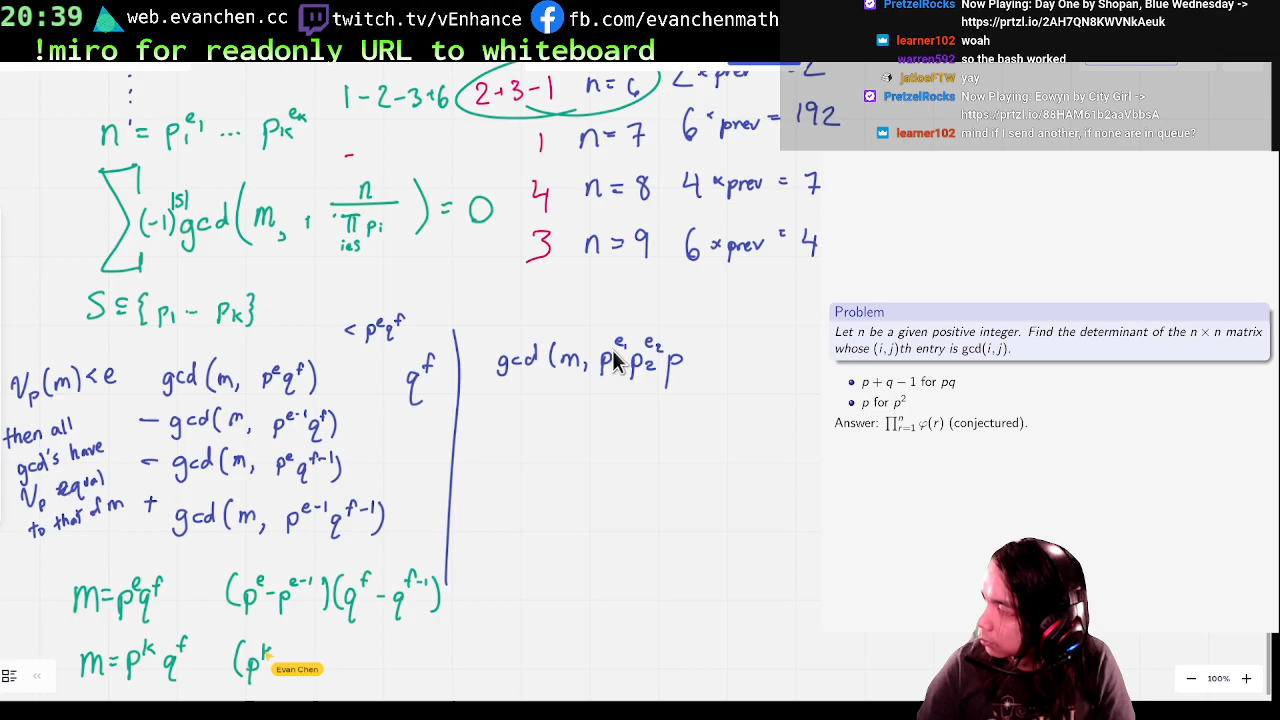 20:39 web.evanchen.cc twitch.tv/vEnhance fb.com/evanchenmath
!miro for readonly URL to whiteboard
PretzelRocks Now Playing: Day One by Shopan, Blue Wednesday ->
https://prtzl.io/2AH7QN8KWVNkAeuk
learner102 woah
warren592 so the bash worked
yay
PretzelRocks Now Playing: Eowyn by City Girl ->
https://prtzl.io/88HAM61b2aaVbbsA
learner102 mind if I send another, if none are in queue?
1-2-3+6 2+3-1 n=6 2 × prev = 2
n' = p₁^e₁ ... pₖ^eₖ
1 n=7 6 × prev = 192
∑ (-1)^|S| gcd(m, n / ∏ i∈S pᵢ) = 0
4 n=8 4 × prev = 7
3 n=9 6 × prev = 4
S ⊆ {p₁ - pₖ}
< p^e q^f
νₚ(m) < e
then all
gcd's have
νₚ equal
to that of m
gcd(m, p^e q^f) q^f
- gcd(m, p^(e-1) q^f)
- gcd(m, p^e q^(f-1))
+ gcd(m, p^(e-1) q^(f-1))
gcd(m, p^e₁ p₂^e₂ p
m = p^e q^f (p^e - p^(e-1))(q^f - q^(f-1))
m = p^k q^f (p^k
Evan Chen
Problem
Let n be a given positive integer. Find the determinant of the n × n matrix
whose (i, j)th entry is gcd(i, j).
• p + q − 1 for pq
• p for p²
Answer: ∏ⁿᵣ₌₁ φ(r) (conjectured).
− 100% +